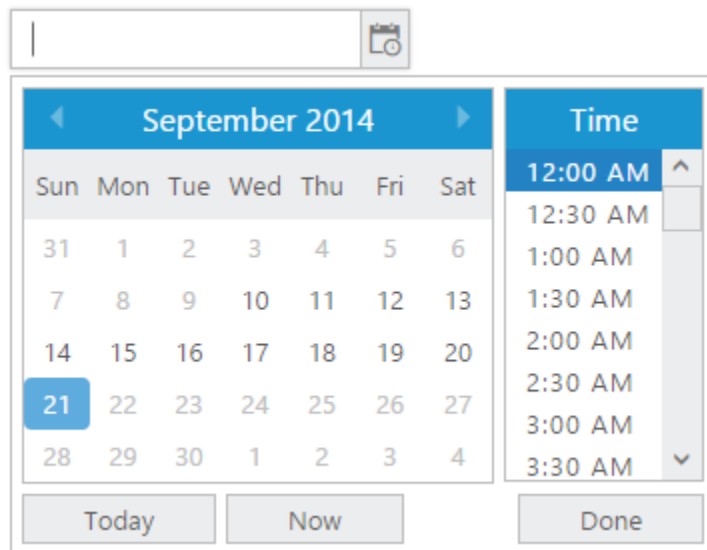 September 2014
Sun Mon Tue Wed Thu Fri Sat
31 1 2 3 4 5 6
7 8 9 10 11 12 13
14 15 16 17 18 19 20
21 22 23 24 25 26 27
28 29 30 1 2 3 4
Time
12:00 AM
12:30 AM
1:00 AM
1:30 AM
2:00 AM
2:30 AM
3:00 AM
3:30 AM
Today Now Done